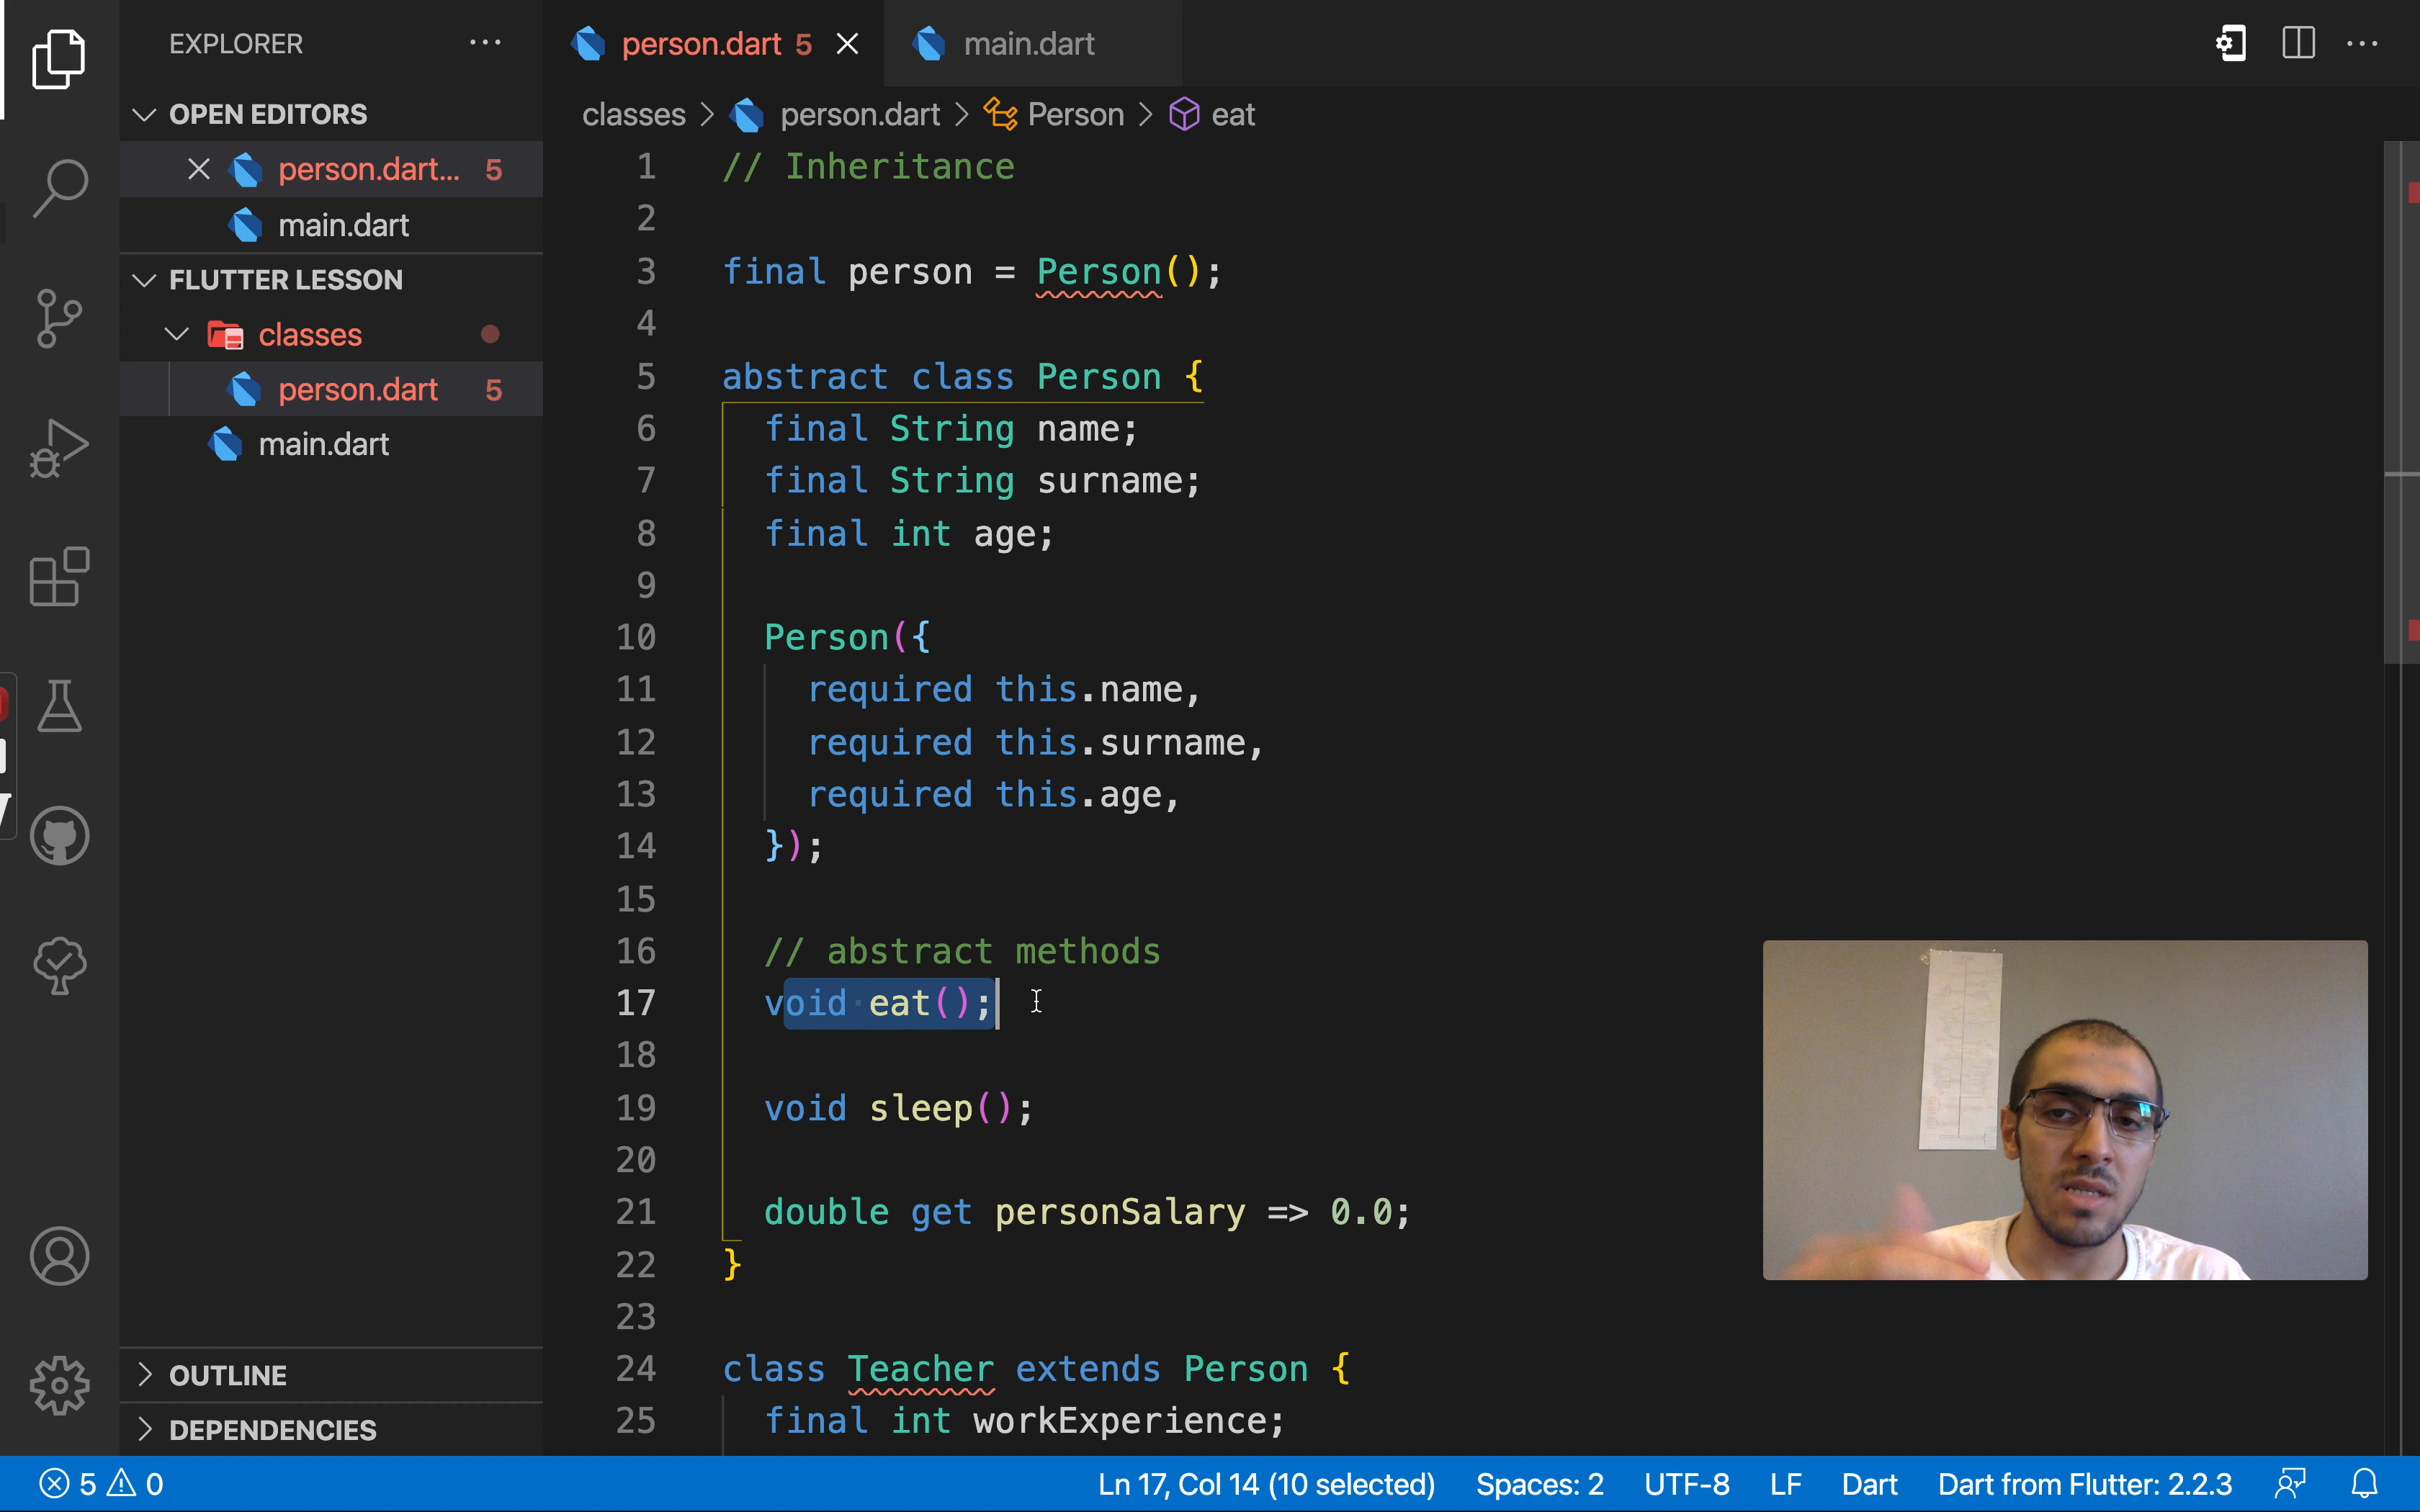 EXPLORER
person.dart 5
main.dart
OPEN EDITORS
classes > person.dart > Person > eat
person.dart... 5
main.dart
FLUTTER LESSON
classes
person.dart 5
main.dart
1 // Inheritance
2
3 final person = Person();
4
5 abstract class Person {
6 final String name;
7 final String surname;
8 final int age;
9
10 Person({
11 required this.name,
12 required this.surname,
13 required this.age,
14 });
15
16 // abstract methods
17 void eat();
18
19 void sleep();
20
21 double get personSalary => 0.0;
22 }
23
24 class Teacher extends Person {
25 final int workExperience;
OUTLINE
DEPENDENCIES
5 0
Ln 17, Col 14 (10 selected) Spaces: 2 UTF-8 LF Dart Dart from Flutter: 2.2.3